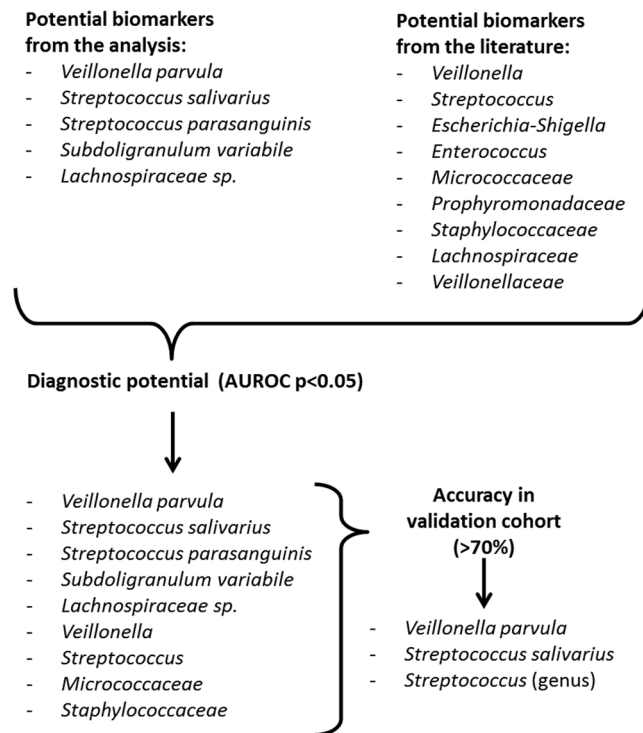 Potential biomarkers
from the analysis:
- Veillonella parvula
- Streptococcus salivarius
- Streptococcus parasanguinis
- Subdoligranulum variabile
- Lachnospiraceae sp.
Potential biomarkers
from the literature:
- Veillonella
- Streptococcus
- Escherichia-Shigella
- Enterococcus
- Micrococcaceae
- Prophyromonadaceae
- Staphylococcaceae
- Lachnospiraceae
- Veillonellaceae
Diagnostic potential (AUROC p<0.05)
- Veillonella parvula
- Streptococcus salivarius
- Streptococcus parasanguinis
- Subdoligranulum variabile
- Lachnospiraceae sp.
- Veillonella
- Streptococcus
- Micrococcaceae
- Staphylococcaceae
Accuracy in
validation cohort
(>70%)
- Veillonella parvula
- Streptococcus salivarius
- Streptococcus (genus)